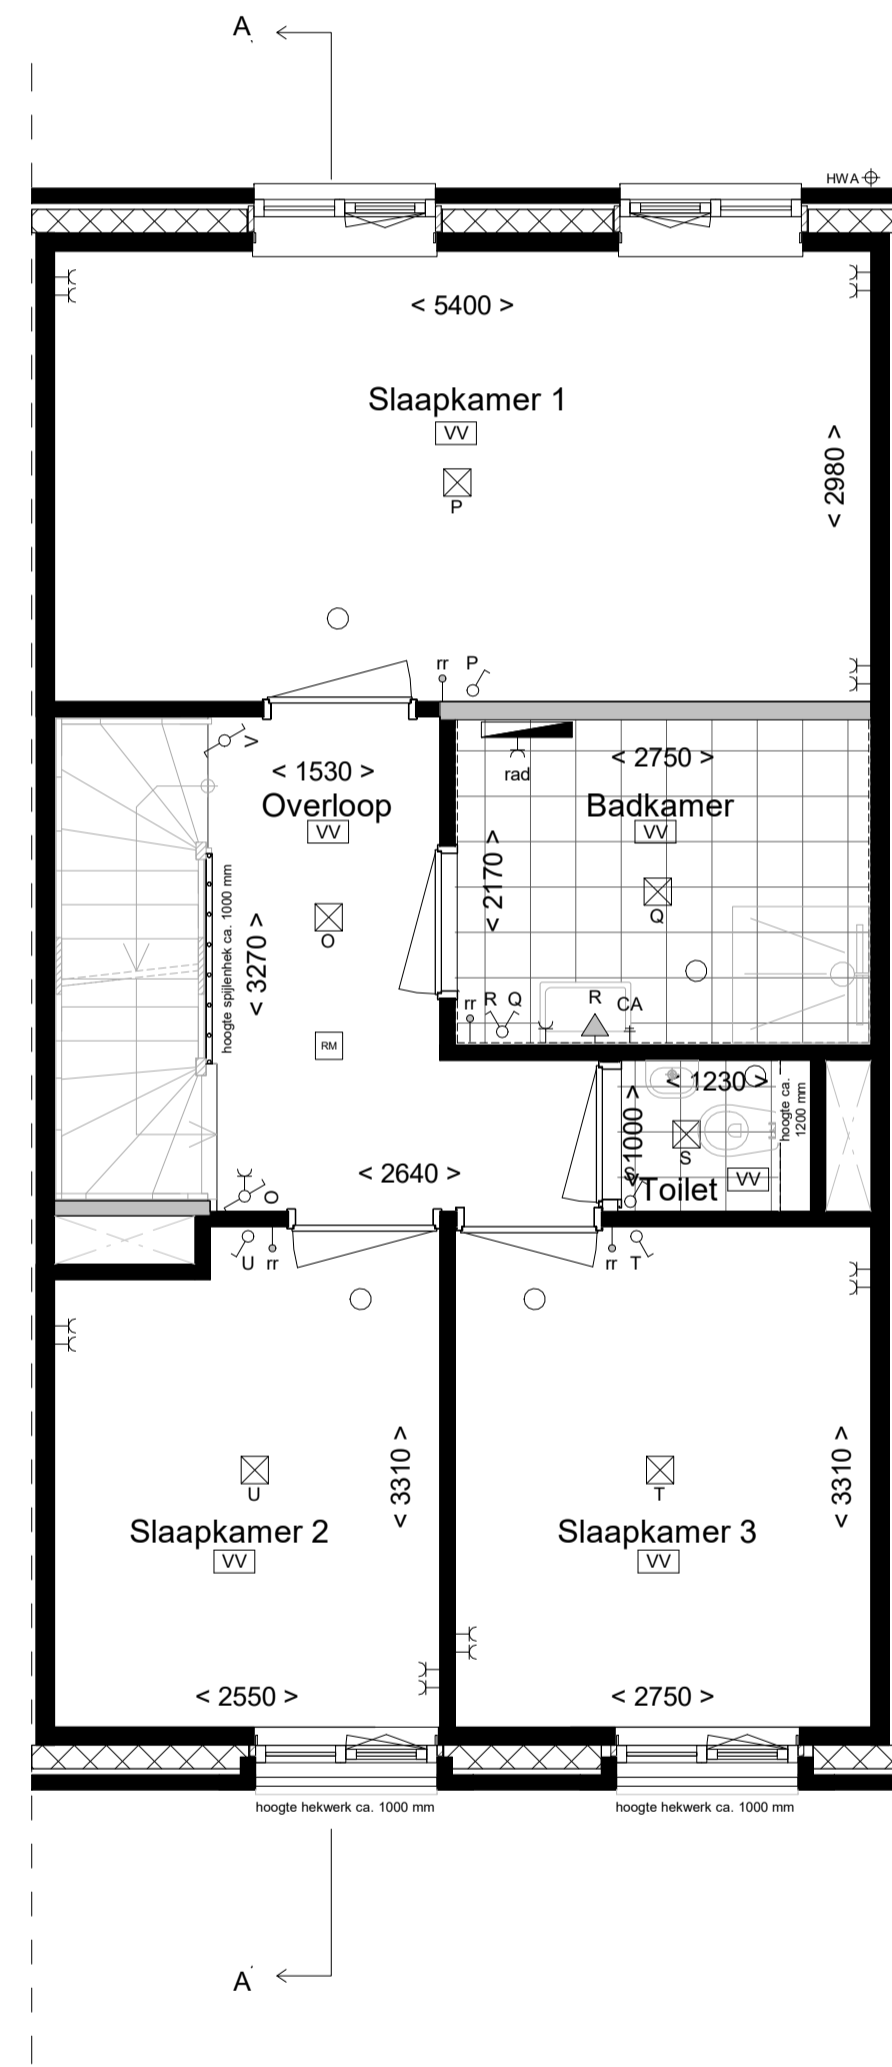 A
HWA
< 5400 >
Slaapkamer 1
VV
P
< 2980 >
rr P
V
rad
< 1530 >
Overloop
VV
O
RM
< 3270 >
hoogte spijlenhek ca. 1000 mm
< 2750 >
Badkamer
VV
Q
< 2170 >
rr R Q
R
CA
< 1230 >
hoogte ca.
1200 mm
< 1000 >
S
S
Toilet
VV
< 2640 >
O
U rr
rr T
< 3310 >
U
Slaapkamer 2
VV
< 2550 >
< 3310 >
T
Slaapkamer 3
VV
< 2750 >
hoogte hekwerk ca. 1000 mm
hoogte hekwerk ca. 1000 mm
A